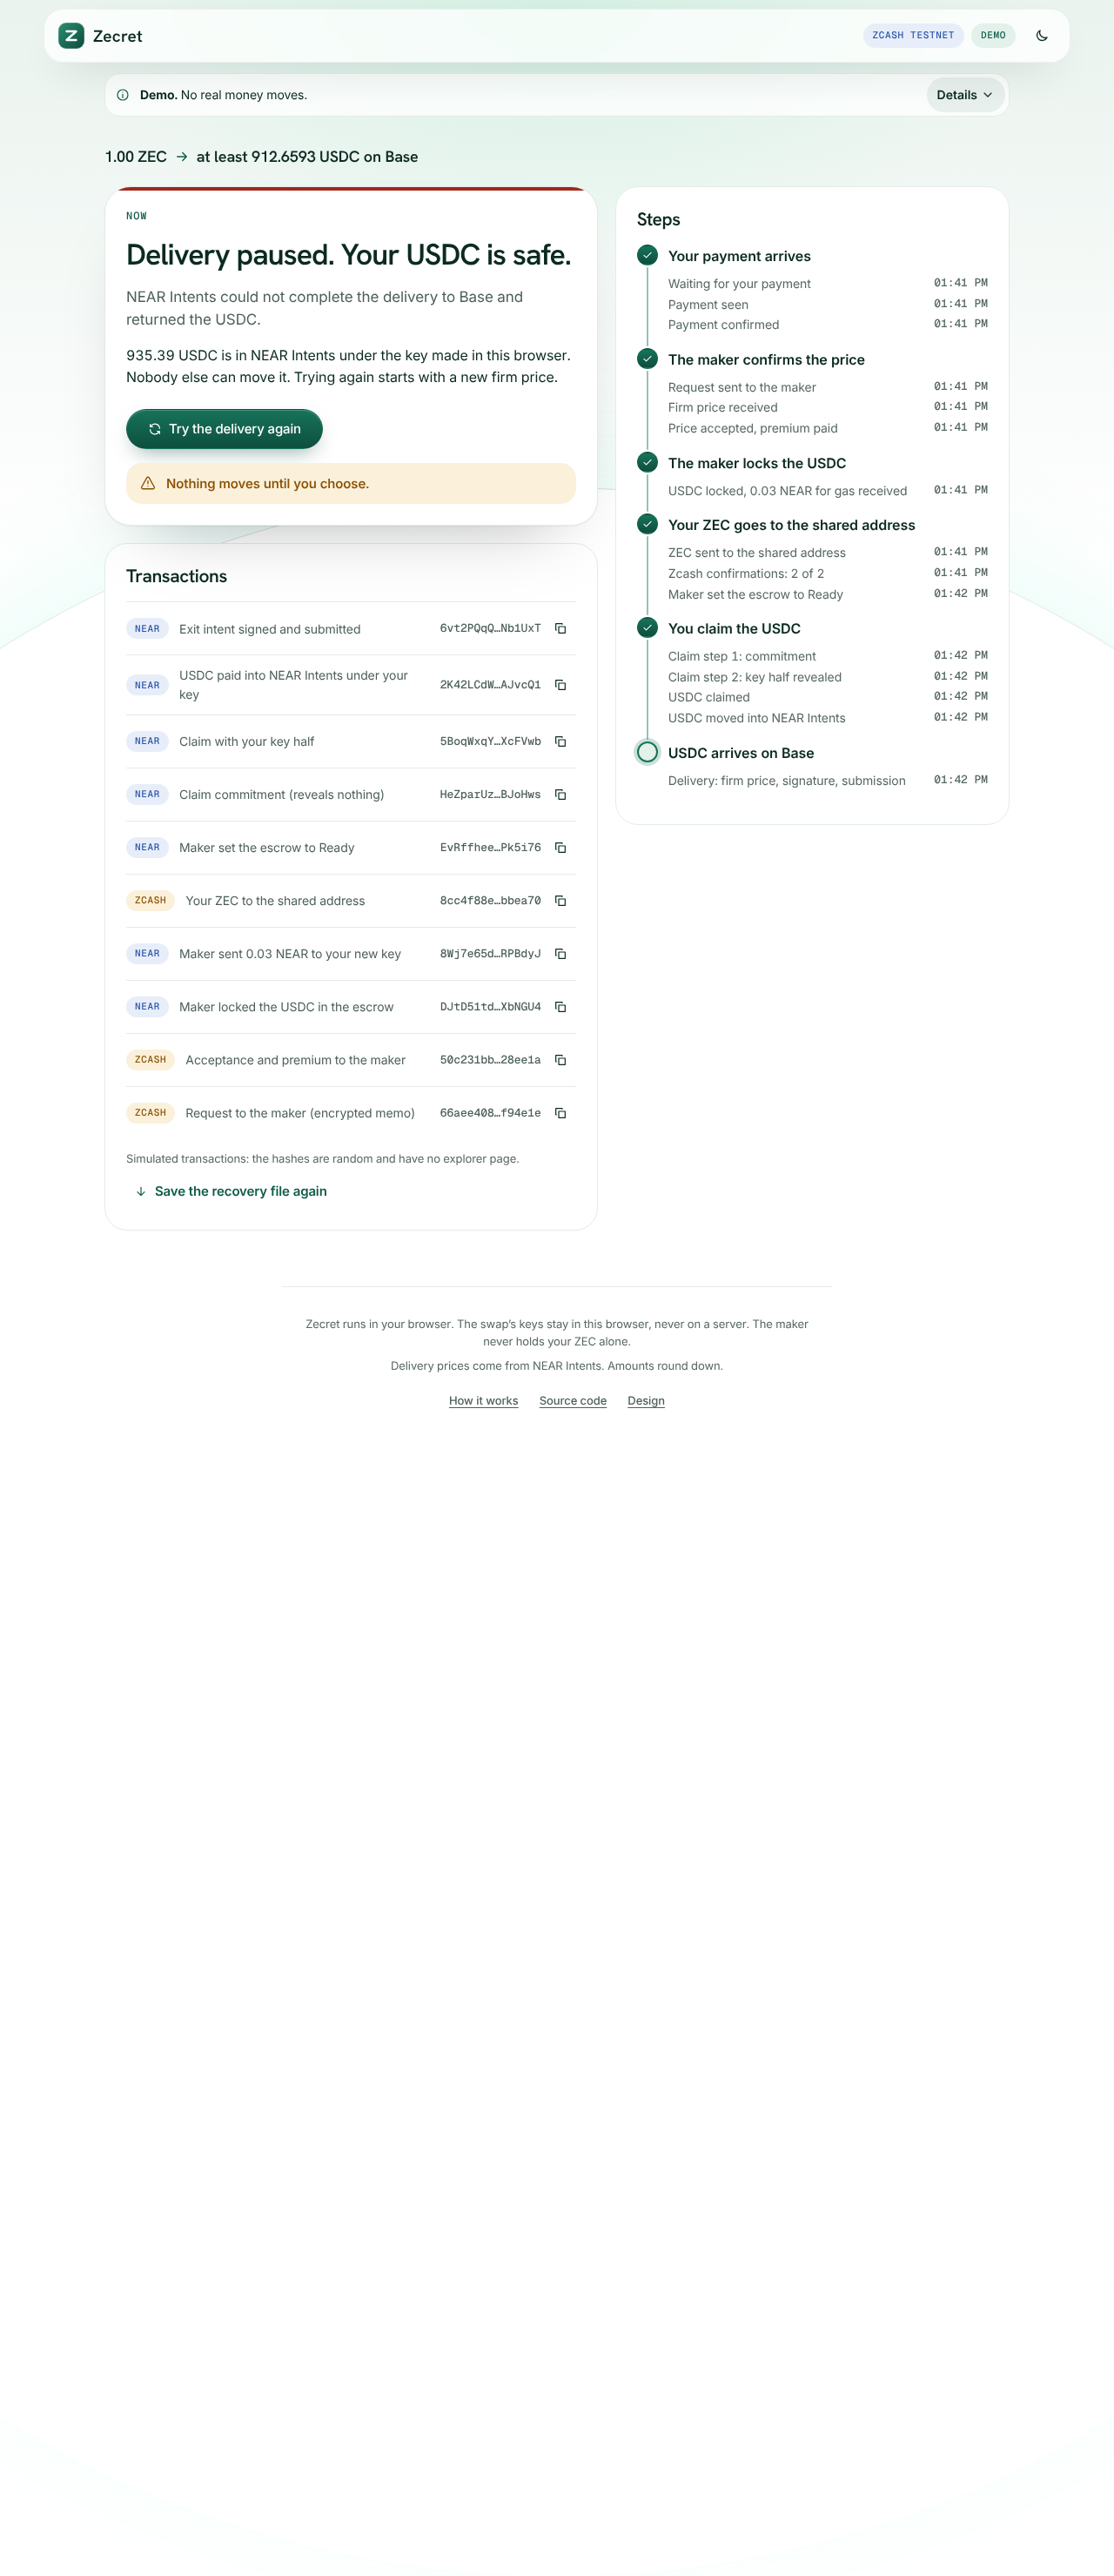 Zecret
ZCASH TESTNET
DEMO
Demo. No real money moves.
Details
1.00 ZEC → at least 912.6593 USDC on Base
NOW
Delivery paused. Your USDC is safe.
NEAR Intents could not complete the delivery to Base and
returned the USDC.
935.39 USDC is in NEAR Intents under the key made in this browser.
Nobody else can move it. Trying again starts with a new firm price.
Try the delivery again
Nothing moves until you choose.
Transactions
NEAR Exit intent signed and submitted 6vt2PQqQ…Nb1UxT
NEAR USDC paid into NEAR Intents under your
key 2K42LCdW…AJvcQ1
NEAR Claim with your key half 5BoqWxqY…XcFVwb
NEAR Claim commitment (reveals nothing) HeZparUz…BJoHws
NEAR Maker set the escrow to Ready EvRffhee…Pk5i76
ZCASH Your ZEC to the shared address 8cc4f88e…bbea70
NEAR Maker sent 0.03 NEAR to your new key 8Wj7e65d…RPBdyJ
NEAR Maker locked the USDC in the escrow DJtD51td…XbNGU4
ZCASH Acceptance and premium to the maker 50c231bb…28ee1a
ZCASH Request to the maker (encrypted memo) 66aee408…f94e1e
Simulated transactions: the hashes are random and have no explorer page.
Save the recovery file again
Steps
Your payment arrives
Waiting for your payment 01:41 PM
Payment seen 01:41 PM
Payment confirmed 01:41 PM
The maker confirms the price
Request sent to the maker 01:41 PM
Firm price received 01:41 PM
Price accepted, premium paid 01:41 PM
The maker locks the USDC
USDC locked, 0.03 NEAR for gas received 01:41 PM
Your ZEC goes to the shared address
ZEC sent to the shared address 01:41 PM
Zcash confirmations: 2 of 2 01:41 PM
Maker set the escrow to Ready 01:42 PM
You claim the USDC
Claim step 1: commitment 01:42 PM
Claim step 2: key half revealed 01:42 PM
USDC claimed 01:42 PM
USDC moved into NEAR Intents 01:42 PM
USDC arrives on Base
Delivery: firm price, signature, submission 01:42 PM
Zecret runs in your browser. The swap's keys stay in this browser, never on a server. The maker
never holds your ZEC alone.
Delivery prices come from NEAR Intents. Amounts round down.
How it works Source code Design